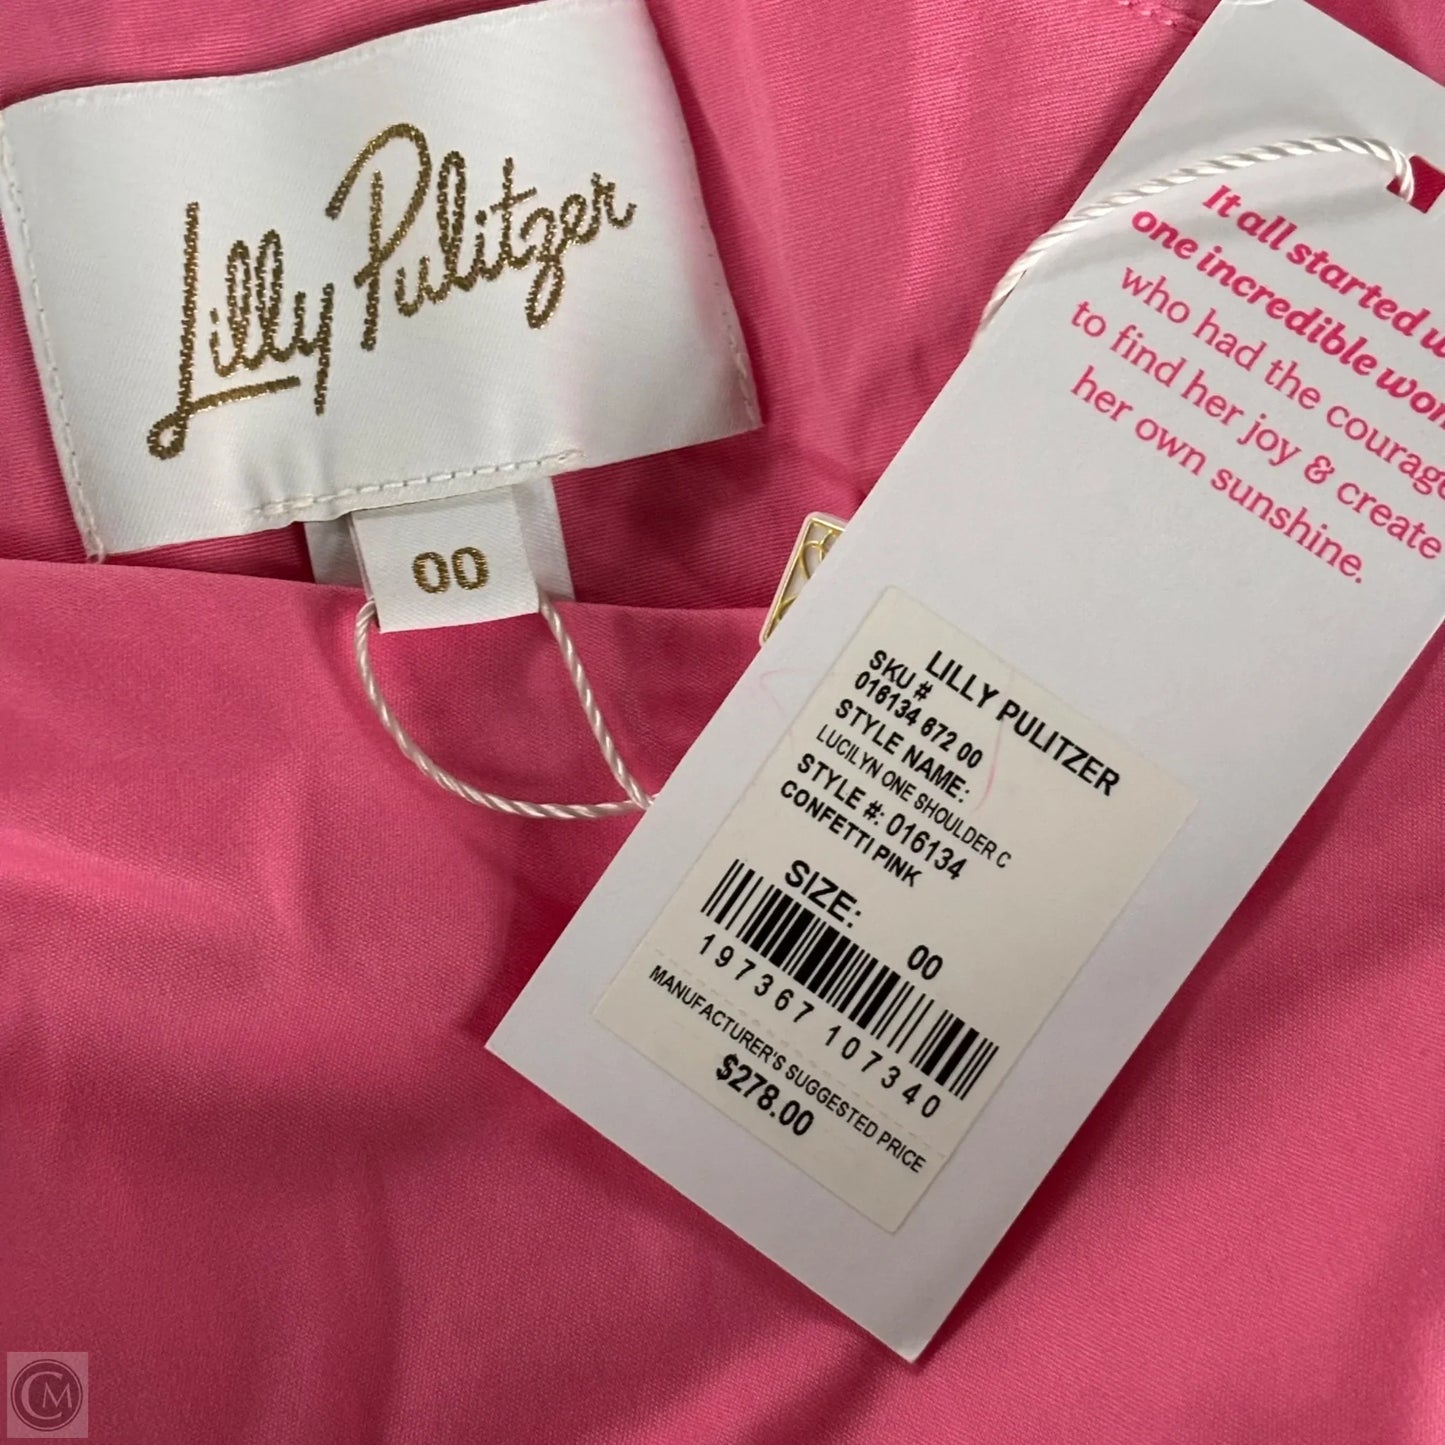 Lilly Pulitzer
00
It all started w
one incredible wom
who had the courage
to find her joy & create
her own sunshine.
LILLY PULITZER
SKU #
016134 672 00
STYLE NAME:
LUCILYN ONE SHOULDER C
STYLE #: 016134
CONFETTI PINK
SIZE: 00
197367 107340
MANUFACTURER'S SUGGESTED PRICE
$278.00
CM